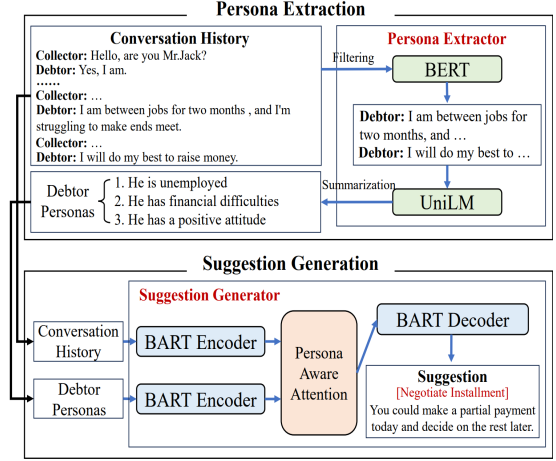 Persona Extraction
Conversation History
Collector: Hello, are you Mr.Jack?
Debtor: Yes, I am.
......
Collector: …
Debtor: I am between jobs for two months , and I'm
struggling to make ends meet.
Collector: …
Debtor: I will do my best to raise money.
Filtering
Persona Extractor
BERT
Debtor: I am between jobs for
two months, and …
Debtor: I will do my best to …
UniLM
Summarization
Debtor
Personas
1. He is unemployed
2. He has financial difficulties
3. He has a positive attitude
Suggestion Generation
Suggestion Generator
Conversation
History
BART Encoder
Debtor
Personas
BART Encoder
Persona
Aware
Attention
BART Decoder
Suggestion
[Negotiate Installment]
You could make a partial payment
today and decide on the rest later.